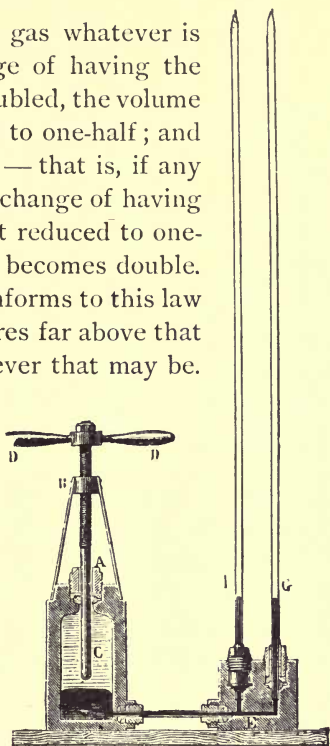 gas whatever is
ge of having the
ubled, the volume
to one-half; and
— that is, if any
change of having
t reduced to one-
becomes double.
nforms to this law
res far above that
ever that may be.
D D
B
A
I G
C